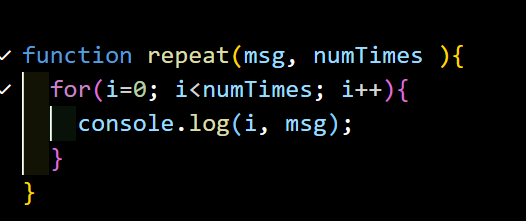 function repeat(msg, numTimes ){
for(i=0; i<numTimes; i++){
console.log(i, msg);
}
}